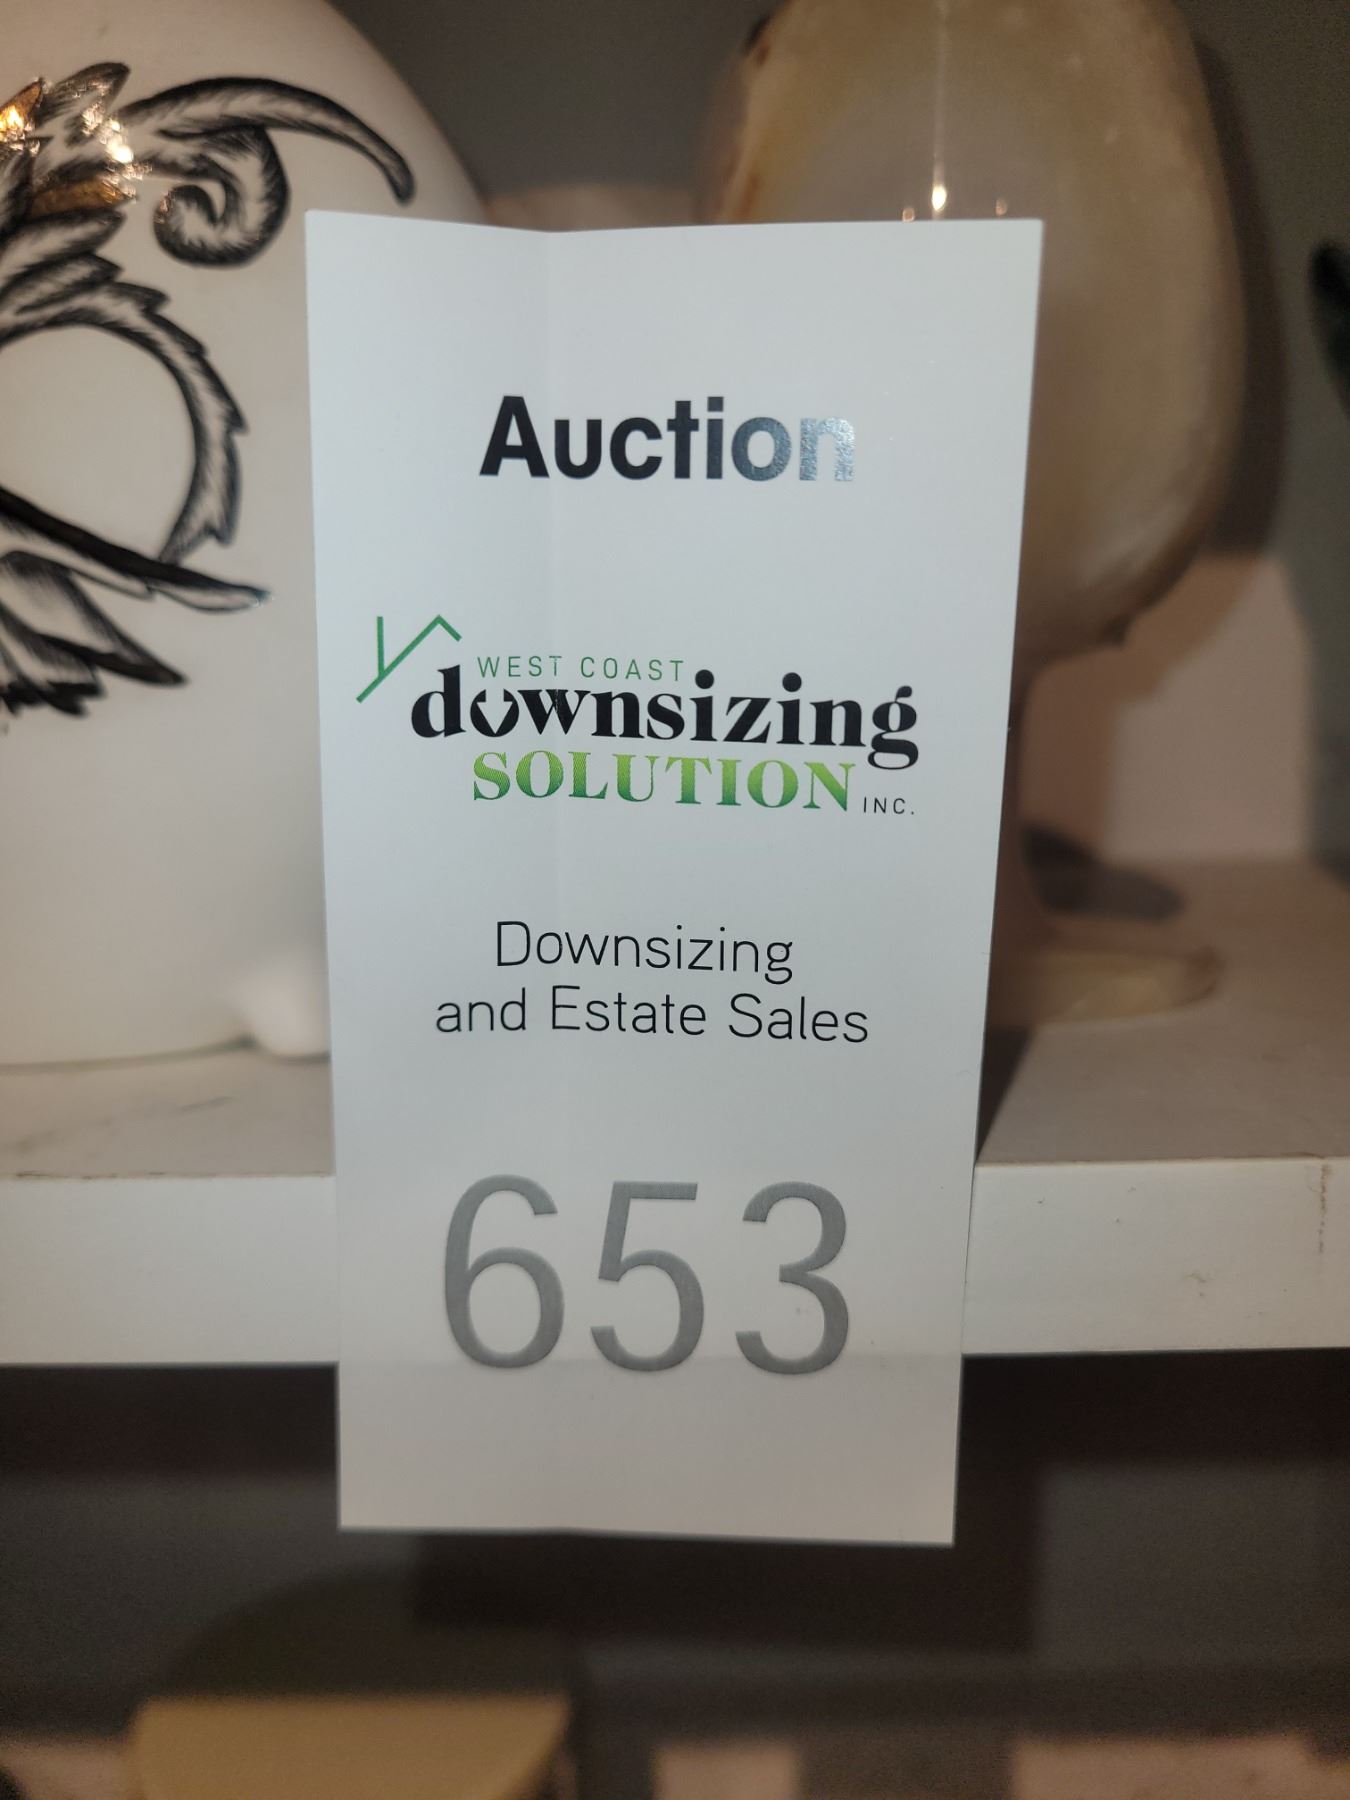 Auction
WEST COAST
downsizing
SOLUTION INC.
Downsizing
and Estate Sales
653